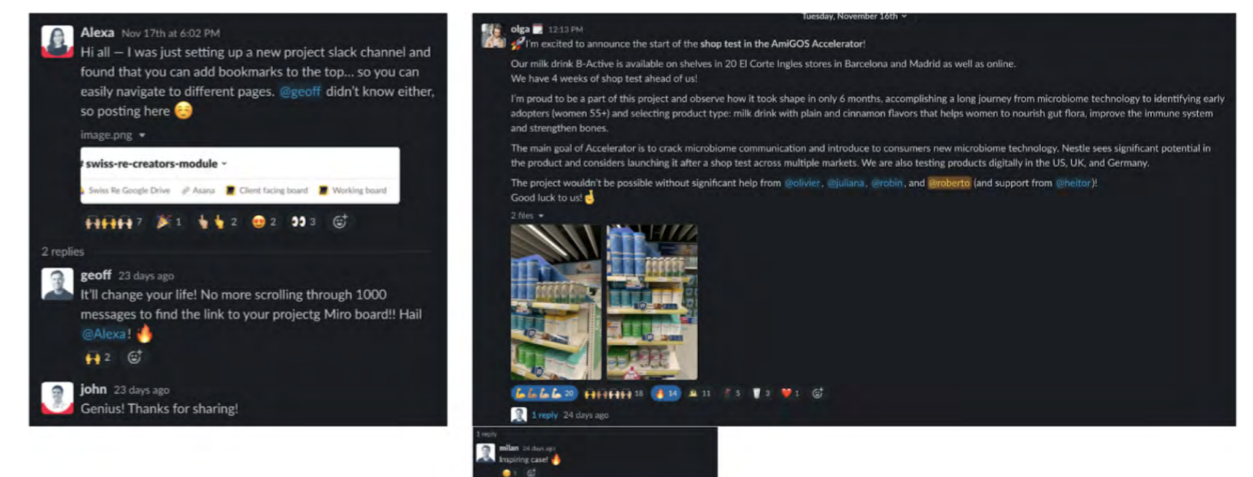 Alexa Nov 17th at 6:02 PM
Hi all — I was just setting up a new project slack channel and
found that you can add bookmarks to the top... so you can
easily navigate to different pages. @geoff didn't know either,
so posting here
image.png
# swiss-re-creators-module
Swiss Re Google Drive Asana Client facing board Working board
7 1 2 2 3
2 replies
geoff 23 days ago
It'll change your life! No more scrolling through 1000
messages to find the link to your projectg Miro board!! Hail
@Alexa!
2
john 23 days ago
Genius! Thanks for sharing!
Tuesday, November 16th
olga 12:13 PM
I'm excited to announce the start of the shop test in the AmiGOS Accelerator!
Our milk drink B-Active is available on shelves in 20 El Corte Ingles stores in Barcelona and Madrid as well as online.
We have 4 weeks of shop test ahead of us!
I'm proud to be a part of this project and observe how it took shape in only 6 months, accomplishing a long journey from microbiome technology to identifying early
adopters (women 55+) and selecting product type: milk drink with plain and cinnamon flavors that helps women to nourish gut flora, improve the immune system
and strengthen bones.
The main goal of Accelerator is to crack microbiome communication and introduce to consumers new microbiome technology. Nestle sees significant potential in
the product and considers launching it after a shop test across multiple markets. We are also testing products digitally in the US, UK, and Germany.
The project wouldn't be possible without significant help from @olivier, @juliana, @robin, and @roberto (and support from @heitor)!
Good luck to us!
2 files
20 18 14 11 5 3 1
1 reply 24 days ago
1 reply
milan 24 days ago
Inspiring case!